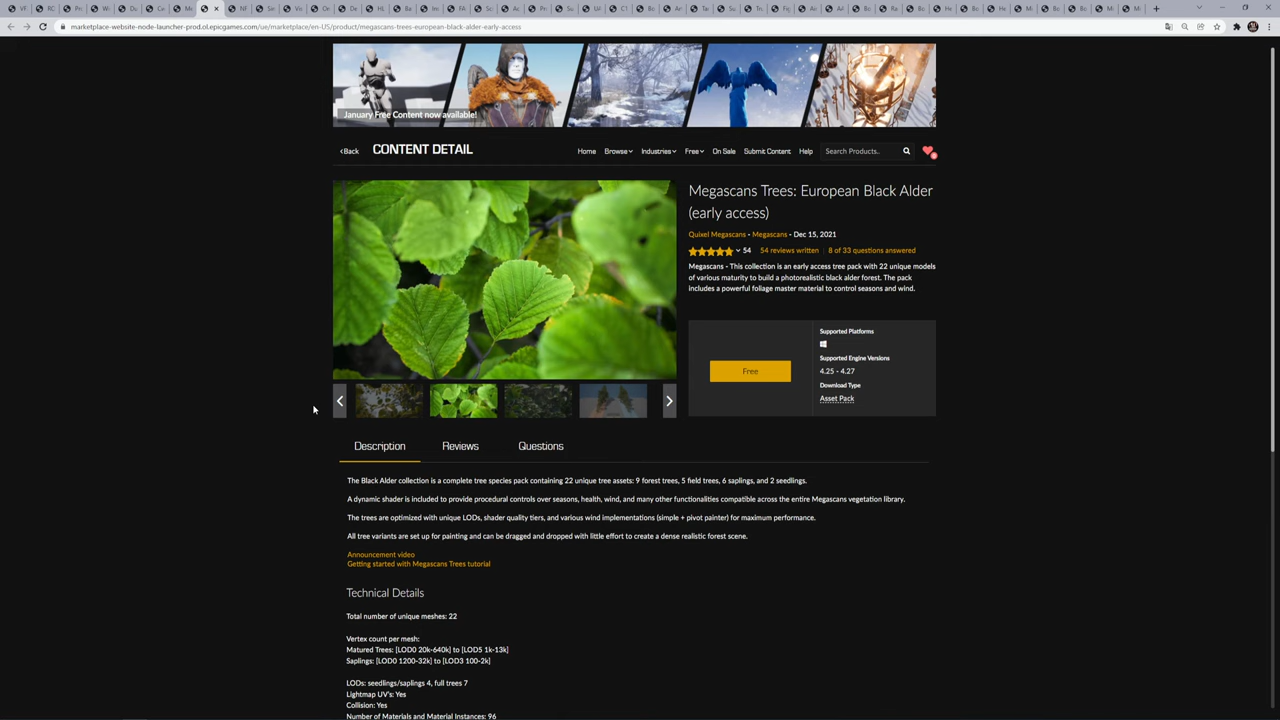 marketplace-website-node-launcher-prod.ol.epicgames.com/ue/marketplace/en-US/product/megascans-trees-european-black-alder-early-access
January Free Content now available!
Back
CONTENT DETAIL
Home
Browse
Industries
Free
On Sale
Submit Content
Help
Search Products..
Megascans Trees: European Black Alder
(early access)
Quixel Megascans - Megascans - Dec 15, 2021
54 54 reviews written 8 of 33 questions answered
Megascans - This collection is an early access tree pack with 22 unique models
of various maturity to build a photorealistic black alder forest. The pack
includes a powerful foliage master material to control seasons and wind.
Free
Supported Platforms
Supported Engine Versions
4.25 - 4.27
Download Type
Asset Pack
Description
Reviews
Questions
The Black Alder collection is a complete tree species pack containing 22 unique tree assets: 9 forest trees, 5 field trees, 6 saplings, and 2 seedlings.
A dynamic shader is included to provide procedural controls over seasons, health, wind, and many other functionalities compatible across the entire Megascans vegetation library.
The trees are optimized with unique LODs, shader quality tiers, and various wind implementations (simple + pivot painter) for maximum performance.
All tree variants are set up for painting and can be dragged and dropped with little effort to create a dense realistic forest scene.
Announcement video
Getting started with Megascans Trees tutorial
Technical Details
Total number of unique meshes: 22
Vertex count per mesh:
Matured Trees: [LOD0 20k-640k] to [LOD5 1k-13k]
Saplings: [LOD0 1200-32k] to [LOD3 100-2k]
LODs: seedlings/saplings 4, full trees 7
Lightmap UV's: Yes
Collision: Yes
Number of Materials and Material Instances: 96